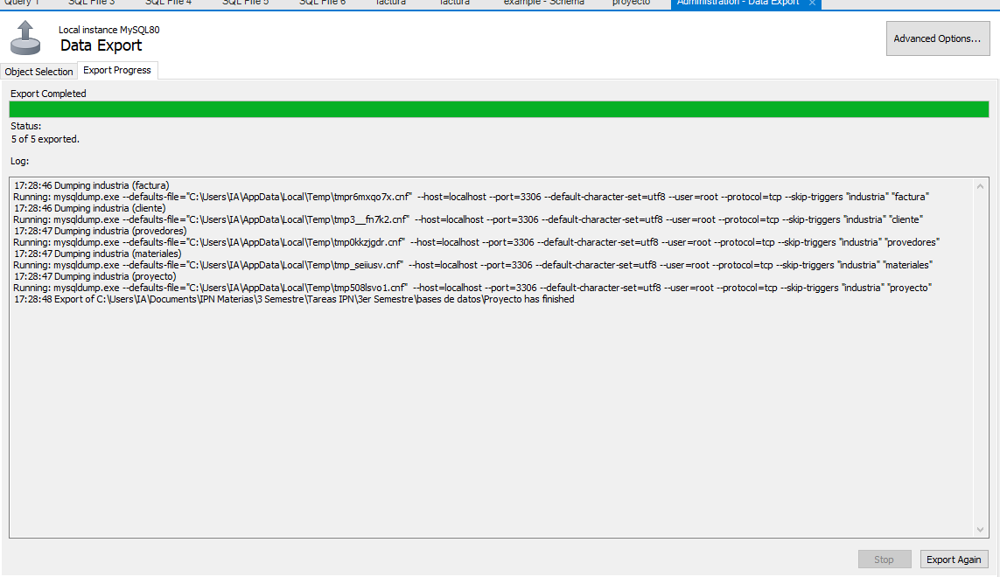 Query 1 SQL File 3 SQL File 4 SQL File 5 SQL File 6 factura factura example - Schema proyecto Administration - Data Export ×
Local instance MySQL80
Data Export
Advanced Options...
Object Selection Export Progress
Export Completed
Status:
5 of 5 exported.
Log:
17:28:46 Dumping industria (factura)
Running: mysqldump.exe --defaults-file="C:\Users\IA\AppData\Local\Temp\tmpr6mxqo7x.cnf" --host=localhost --port=3306 --default-character-set=utf8 --user=root --protocol=tcp --skip-triggers "industria" "factura"
17:28:46 Dumping industria (cliente)
Running: mysqldump.exe --defaults-file="C:\Users\IA\AppData\Local\Temp\tmp3__fn7k2.cnf" --host=localhost --port=3306 --default-character-set=utf8 --user=root --protocol=tcp --skip-triggers "industria" "cliente"
17:28:47 Dumping industria (provedores)
Running: mysqldump.exe --defaults-file="C:\Users\IA\AppData\Local\Temp\tmp0kkzjgdr.cnf" --host=localhost --port=3306 --default-character-set=utf8 --user=root --protocol=tcp --skip-triggers "industria" "provedores"
17:28:47 Dumping industria (materiales)
Running: mysqldump.exe --defaults-file="C:\Users\IA\AppData\Local\Temp\tmp_seiiusv.cnf" --host=localhost --port=3306 --default-character-set=utf8 --user=root --protocol=tcp --skip-triggers "industria" "materiales"
17:28:47 Dumping industria (proyecto)
Running: mysqldump.exe --defaults-file="C:\Users\IA\AppData\Local\Temp\tmp508lsvo1.cnf" --host=localhost --port=3306 --default-character-set=utf8 --user=root --protocol=tcp --skip-triggers "industria" "proyecto"
17:28:48 Export of C:\Users\IA\Documents\IPN Materias\3 Semestre\Tareas IPN\3er Semestre\bases de datos\Proyecto has finished
Stop Export Again